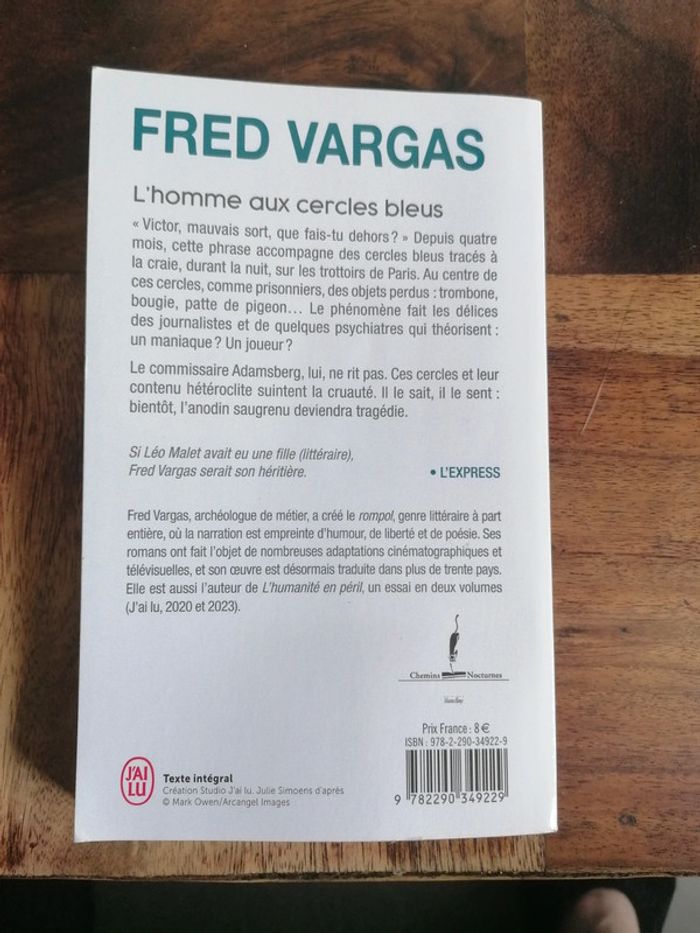 FRED VARGAS
L'homme aux cercles bleus
« Victor, mauvais sort, que fais-tu dehors ? » Depuis quatre
mois, cette phrase accompagne des cercles bleus tracés à
la craie, durant la nuit, sur les trottoirs de Paris. Au centre de
ces cercles, comme prisonniers, des objets perdus : trombone,
bougie, patte de pigeon... Le phénomène fait les délices
des journalistes et de quelques psychiatres qui théorisent :
un maniaque ? Un joueur ?
Le commissaire Adamsberg, lui, ne rit pas. Ces cercles et leur
contenu hétéroclite suintent la cruauté. Il le sait, il le sent :
bientôt, l'anodin saugrenu deviendra tragédie.
Si Léo Malet avait eu une fille (littéraire),
Fred Vargas serait son héritière.
• L'EXPRESS
Fred Vargas, archéologue de métier, a créé le rompol, genre littéraire à part
entière, où la narration est empreinte d'humour, de liberté et de poésie. Ses
romans ont fait l'objet de nombreuses adaptations cinématographiques et
télévisuelles, et son œuvre est désormais traduite dans plus de trente pays.
Elle est aussi l'auteur de L'humanité en péril, un essai en deux volumes
(J'ai lu, 2020 et 2023).
Chemins Nocturnes
Prix France : 8 €
ISBN : 978-2-290-34922-9
9 782290 349229
J'AI
LU
Texte intégral
Création Studio J'ai lu. Julie Simoens d'après
© Mark Owen/Arcangel Images